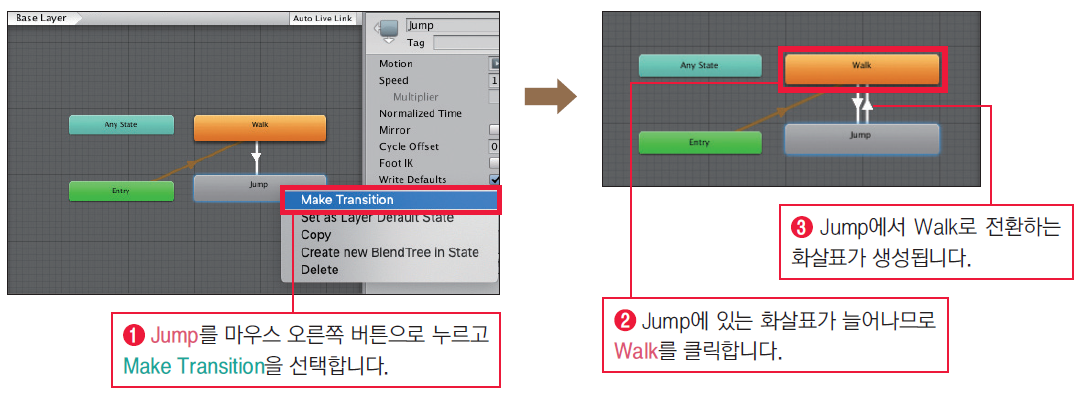 Base Layer
Auto Live Link
Jump
Tag
Motion
Speed
1
Multiplier
Normalized Time
Mirror
Cycle Offset
0
Foot IK
Write Defaults
Any State
Walk
Entry
Jump
Make Transition
Set as Layer Default State
Copy
Create new BlendTree in State
Delete
❶ Jump를 마우스 오른쪽 버튼으로 누르고
Make Transition을 선택합니다.
Any State
Walk
Entry
Jump
❸ Jump에서 Walk로 전환하는
화살표가 생성됩니다.
❷ Jump에 있는 화살표가 늘어나므로
Walk를 클릭합니다.